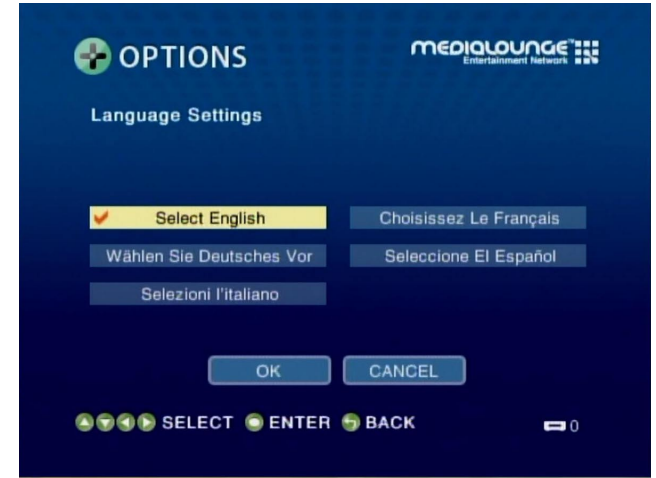 OPTIONS
MEDIALOUNGE™
Entertainment Network
Language Settings
Select English
Choisissez Le Français
Wählen Sie Deutsches Vor
Seleccione El Español
Selezioni l'italiano
OK
CANCEL
SELECT ENTER BACK
0